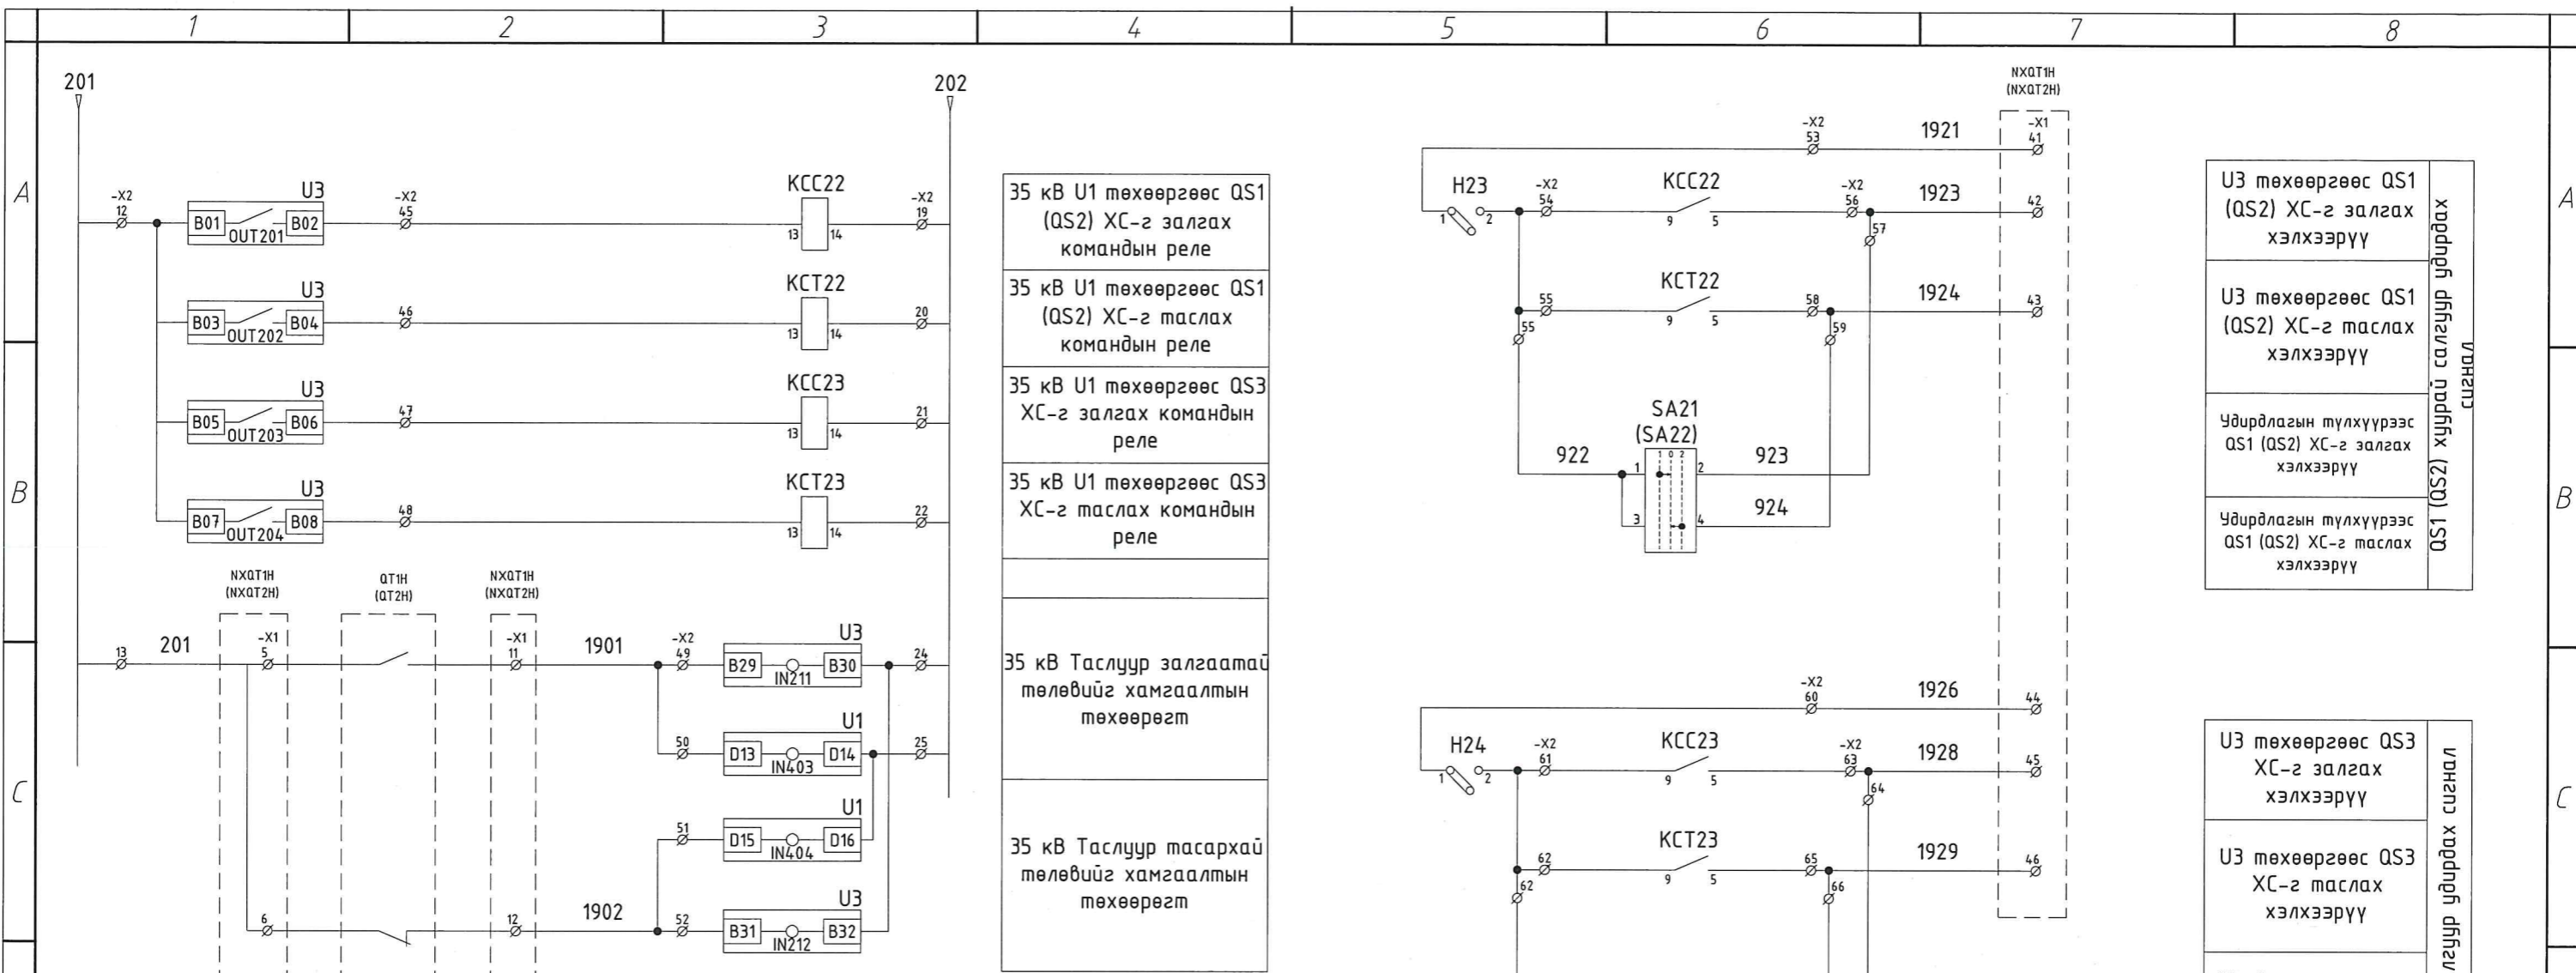 1 2 3 4 5 6 7 8
A
B
C
A
B
C
201
202
-X2
12
U3
B01 B02
OUT201
-X2
45
KCC22
13 14
-X2
19
U3
B03 B04
OUT202
46
KCT22
13 14
20
U3
B05 B06
OUT203
47
KCC23
13 14
21
U3
B07 B08
OUT204
48
KCT23
13 14
22
NXQT1H
(NXQT2H)
QT1H
(QT2H)
NXQT1H
(NXQT2H)
13
201
-X1
5
-X1
11
1901
-X2
49
U3
B29 B30
IN211
24
50
U1
D13 D14
IN403
25
51
U1
D15 D16
IN404
6
12
1902
52
U3
B31 B32
IN212
35 кВ U1 төхөөргөөс QS1
(QS2) ХС-г залгах
командын реле
35 кВ U1 төхөөргөөс QS1
(QS2) ХС-г таслах
командын реле
35 кВ U1 төхөөргөөс QS3
ХС-г залгах командын
реле
35 кВ U1 төхөөргөөс QS3
ХС-г таслах командын
реле
35 кВ Таслуур залгаатай
төлөвийг хамгаалтын
төхөөрөгт
35 кВ Таслуур тасархай
төлөвийг хамгаалтын
төхөөрөгт
NXQT1H
(NXQT2H)
-X2
53
1921
-X1
41
H23
1 2
-X2
54
KCC22
9 5
-X2
56
1923
42
57
KCT22
55
9 5
58
1924
43
55
59
SA21
(SA22)
1 0 2
922
1 2
923
3 4
924
-X2
60
1926
44
H24
1 2
-X2
61
KCC23
9 5
-X2
63
1928
45
64
KCT23
62
9 5
65
1929
46
62
66
U3 төхөөргөөс QS1
(QS2) ХС-г залгах
хэлхээрүү
U3 төхөөргөөс QS1
(QS2) ХС-г таслах
хэлхээрүү
Удирдлагын түлхүүрээс
QS1 (QS2) ХС-г залгах
хэлхээрүү
Удирдлагын түлхүүрээс
QS1 (QS2) ХС-г таслах
хэлхээрүү
QS1 (QS2) хуурай салгуур удирдах
сигнал
U3 төхөөргөөс QS3
ХС-г залгах
хэлхээрүү
U3 төхөөргөөс QS3
ХС-г таслах
хэлхээрүү
лгуур удирдах сигнал